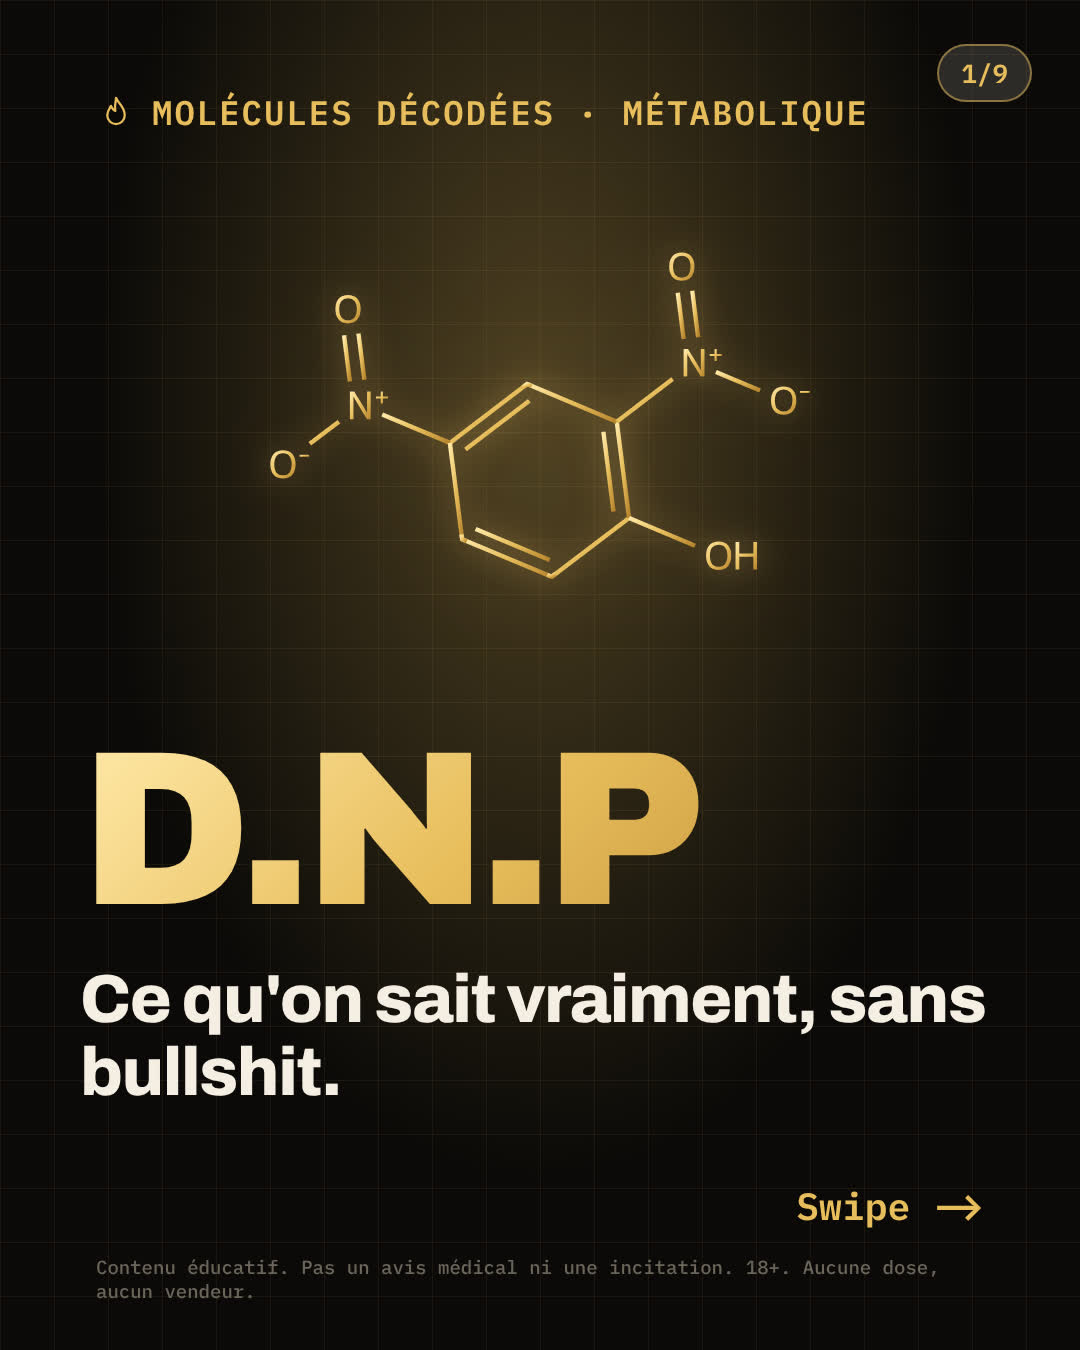 1/9
MOLÉCULES DÉCODÉES · MÉTABOLIQUE
O
O
N⁺
N⁺
O⁻
O⁻
OH
D.N.P
Ce qu'on sait vraiment, sans
bullshit.
Swipe →
Contenu éducatif. Pas un avis médical ni une incitation. 18+. Aucune dose,
aucun vendeur.